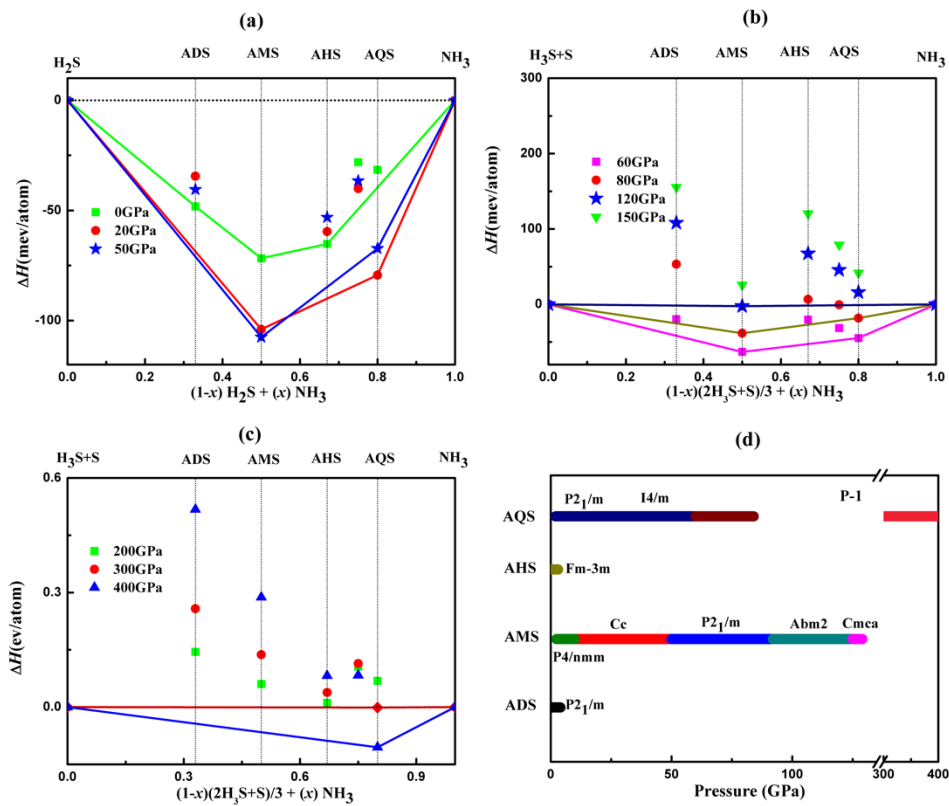 (a)
H₂S ADS AMS AHS AQS NH₃
0
-50
-100
ΔH(mev/atom)
0GPa
20GPa
50GPa
0.0 0.2 0.4 0.6 0.8 1.0
(1-x) H₂S + (x) NH₃
(b)
H₃S+S ADS AMS AHS AQS NH₃
300
200
100
0
ΔH(mev/atom)
60GPa
80GPa
120GPa
150GPa
0.0 0.2 0.4 0.6 0.8 1.0
(1-x)(2H₃S+S)/3 + (x) NH₃
(c)
H₃S+S ADS AMS AHS AQS NH₃
0.6
0.3
0.0
ΔH(ev/atom)
200GPa
300GPa
400GPa
0.0 0.3 0.6 0.9
(1-x)(2H₃S+S)/3 + (x) NH₃
(d)
P2₁/m I4/m P-1
AQS
AHS Fm-3m
Cc P2₁/m Abm2 Cmca
AMS
P4/nmm
ADS P2₁/m
0 50 100 300 400
Pressure (GPa)